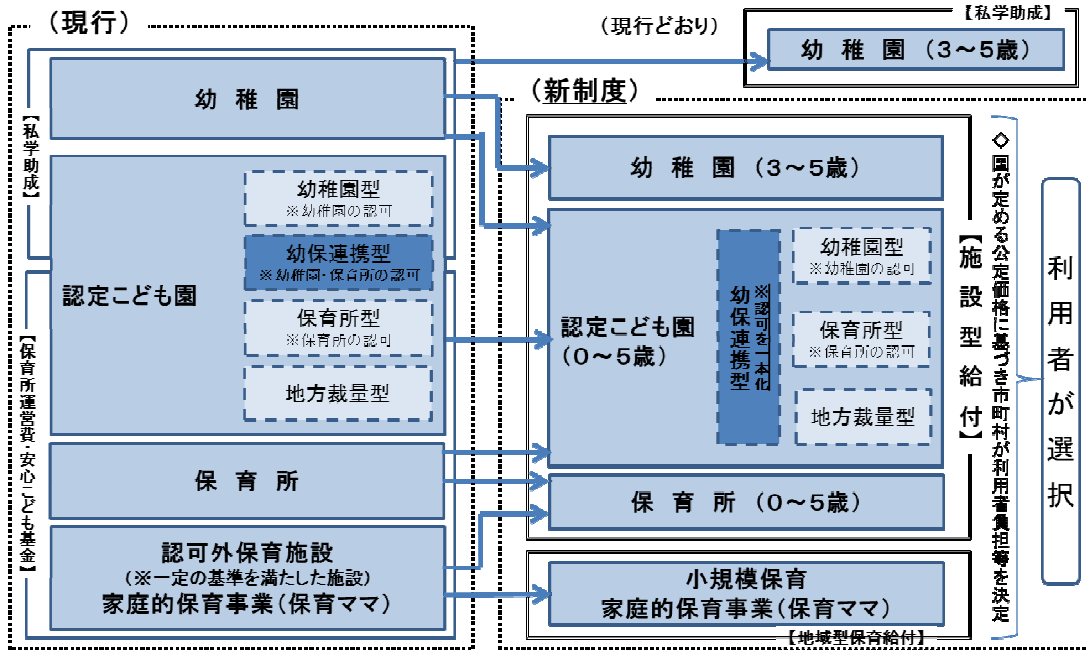 （現行）
【私学助成】
幼稚園
認定こども園
幼稚園型
※幼稚園の認可
幼保連携型
※幼稚園・保育所の認可
保育所型
※保育所の認可
地方裁量型
【保育所運営費・安心こども基金】
保育所
認可外保育施設
（※一定の基準を満たした施設）
家庭的保育事業（保育ママ）
（現行どおり）
【私学助成】
幼稚園（3～5歳）
（新制度）
幼稚園（3～5歳）
認定こども園
（0～5歳）
幼保連携型
※認可を一本化
幼稚園型
※幼稚園の認可
保育所型
※保育所の認可
地方裁量型
保育所（0～5歳）
【施設型給付】
小規模保育
家庭的保育事業（保育ママ）
【地域型保育給付】
◇国が定める公定価格に基づき市町村が利用者負担等を決定
利用者が選択